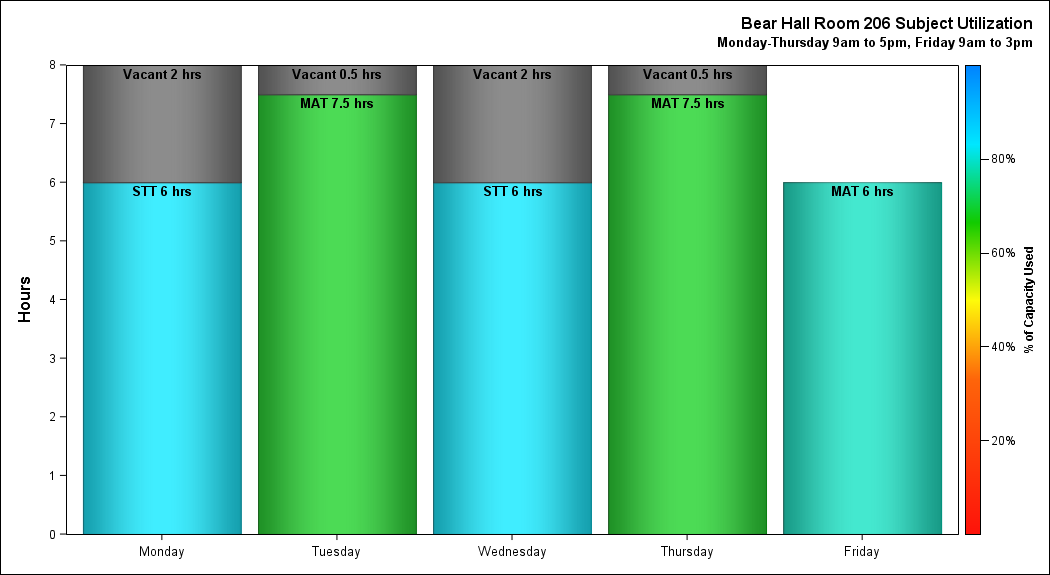 Bear Hall Room 206 Subject Utilization
Monday-Thursday 9am to 5pm, Friday 9am to 3pm
Hours
8
7
6
5
4
3
2
1
0
Vacant 2 hrs
STT 6 hrs
Vacant 0.5 hrs
MAT 7.5 hrs
Vacant 2 hrs
STT 6 hrs
Vacant 0.5 hrs
MAT 7.5 hrs
MAT 6 hrs
Monday
Tuesday
Wednesday
Thursday
Friday
80%
60%
40%
20%
% of Capacity Used